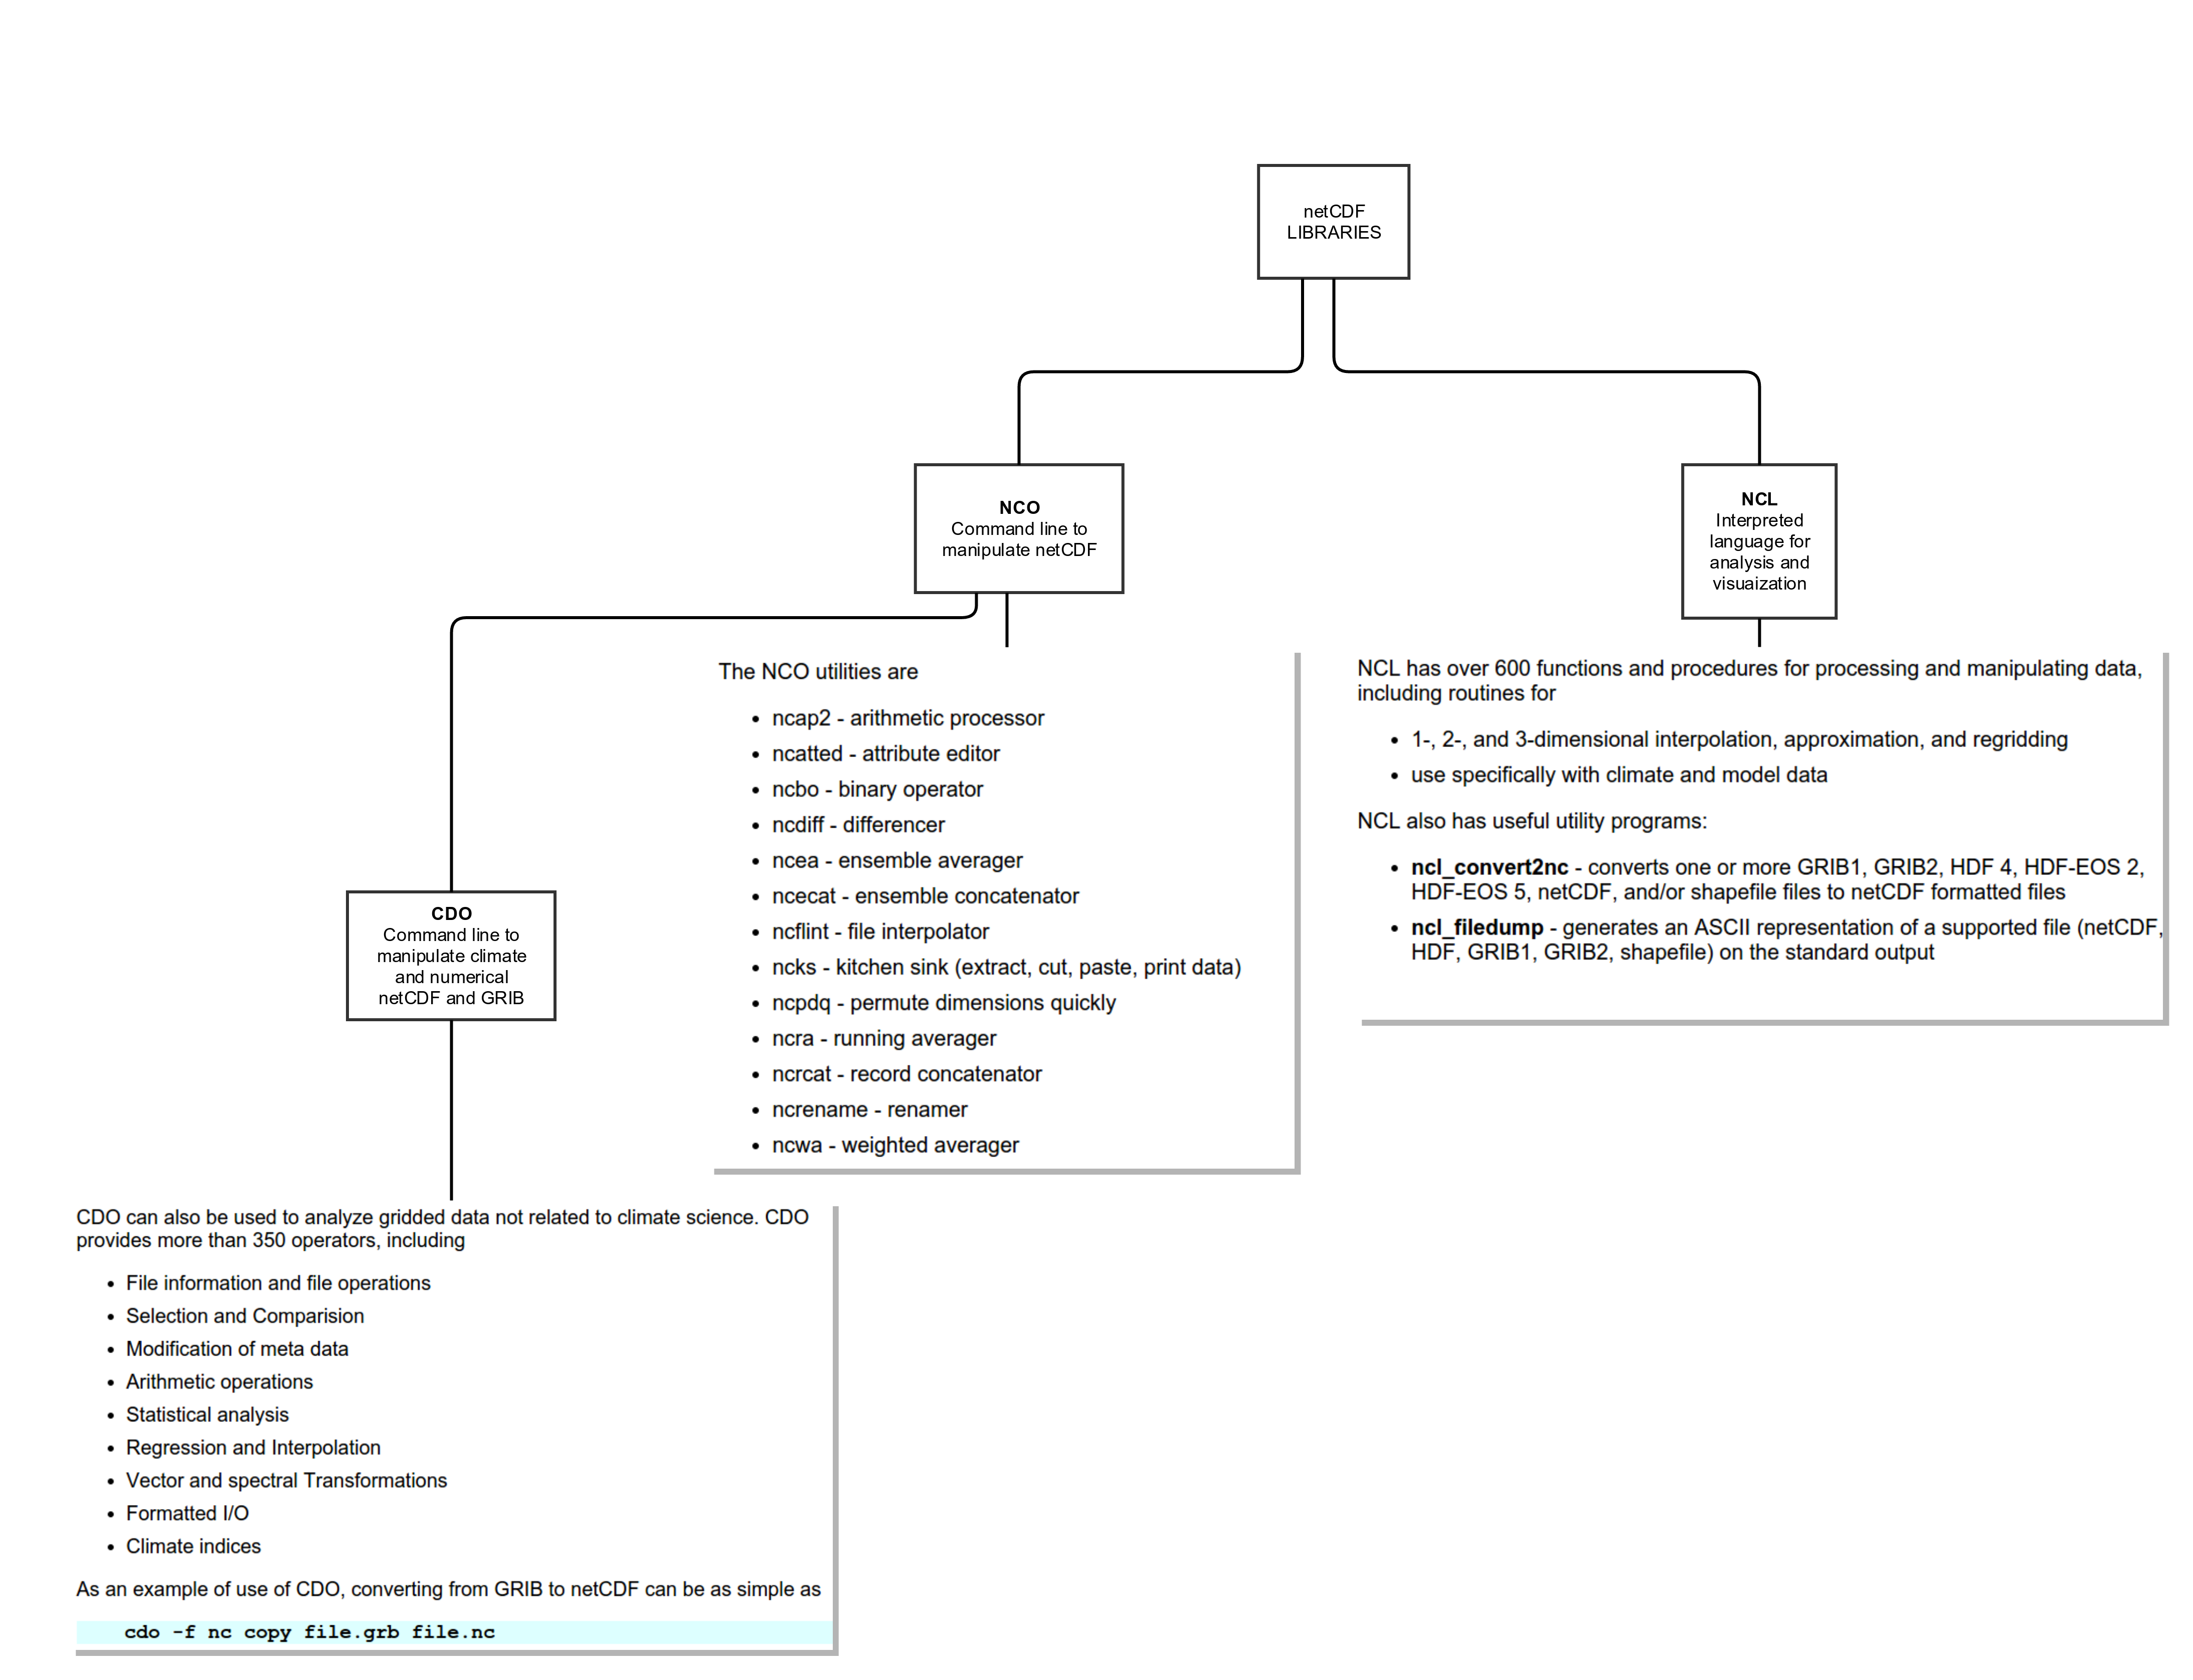 netCDF
LIBRARIES
NCO
Command line to
manipulate netCDF
NCL
Interpreted
language for
analysis and
visuaization
The NCO utilities are
• ncap2 - arithmetic processor
• ncatted - attribute editor
• ncbo - binary operator
• ncdiff - differencer
• ncea - ensemble averager
• ncecat - ensemble concatenator
• ncflint - file interpolator
• ncks - kitchen sink (extract, cut, paste, print data)
• ncpdq - permute dimensions quickly
• ncra - running averager
• ncrcat - record concatenator
• ncrename - renamer
• ncwa - weighted averager
NCL has over 600 functions and procedures for processing and manipulating data,
including routines for
• 1-, 2-, and 3-dimensional interpolation, approximation, and regridding
• use specifically with climate and model data
NCL also has useful utility programs:
• ncl_convert2nc - converts one or more GRIB1, GRIB2, HDF 4, HDF-EOS 2,
HDF-EOS 5, netCDF, and/or shapefile files to netCDF formatted files
• ncl_filedump - generates an ASCII representation of a supported file (netCDF,
HDF, GRIB1, GRIB2, shapefile) on the standard output
CDO
Command line to
manipulate climate
and numerical
netCDF and GRIB
CDO can also be used to analyze gridded data not related to climate science. CDO
provides more than 350 operators, including
• File information and file operations
• Selection and Comparision
• Modification of meta data
• Arithmetic operations
• Statistical analysis
• Regression and Interpolation
• Vector and spectral Transformations
• Formatted I/O
• Climate indices
As an example of use of CDO, converting from GRIB to netCDF can be as simple as
cdo -f nc copy file.grb file.nc